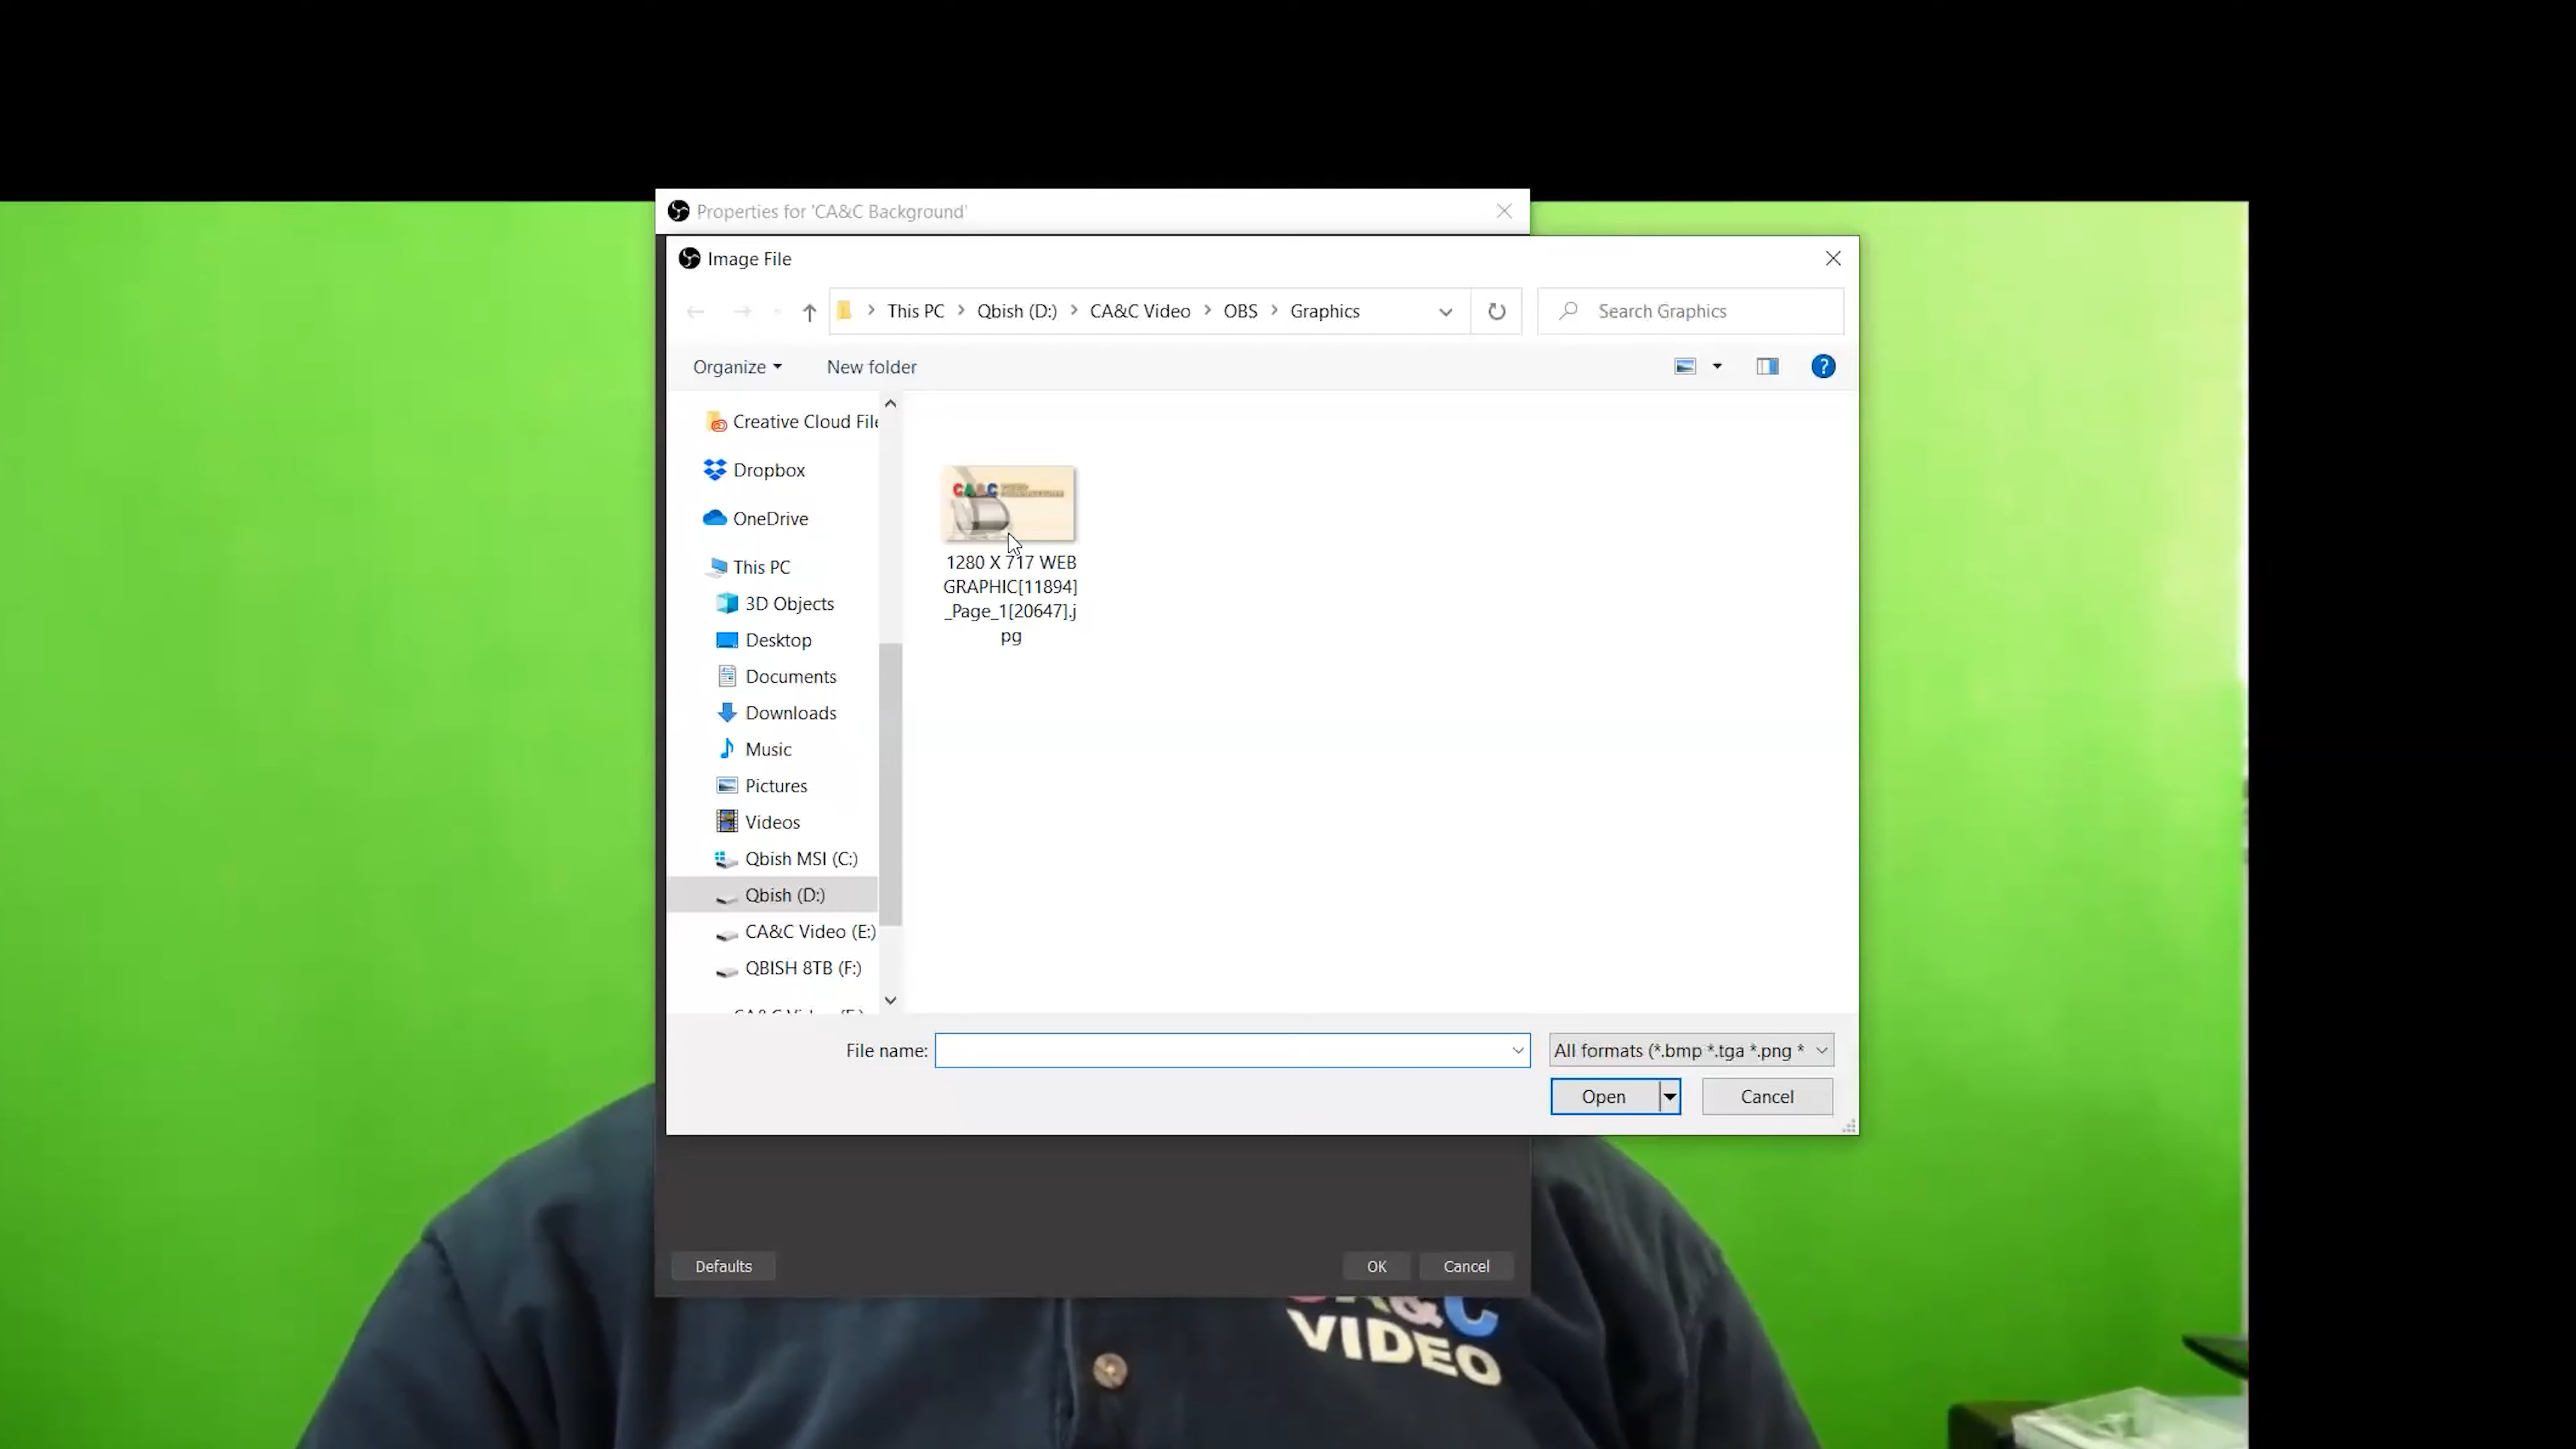 Properties for 'CA&C Background'
Image File
This PC > Qbish (D:) > CA&C Video > OBS > Graphics
Search Graphics
Organize
New folder
?
Creative Cloud File
Dropbox
OneDrive
This PC
3D Objects
Desktop
Documents
Downloads
Music
Pictures
Videos
Qbish MSI (C:)
Qbish (D:)
CA&C Video (E:)
QBISH 8TB (F:)
CA&C
1280 X 717 WEB
GRAPHIC[11894]
_Page_1[20647].j
pg
File name:
All formats (*.bmp *.tga *.png *
Open
Cancel
Defaults
OK
Cancel
CA&C
VIDEO